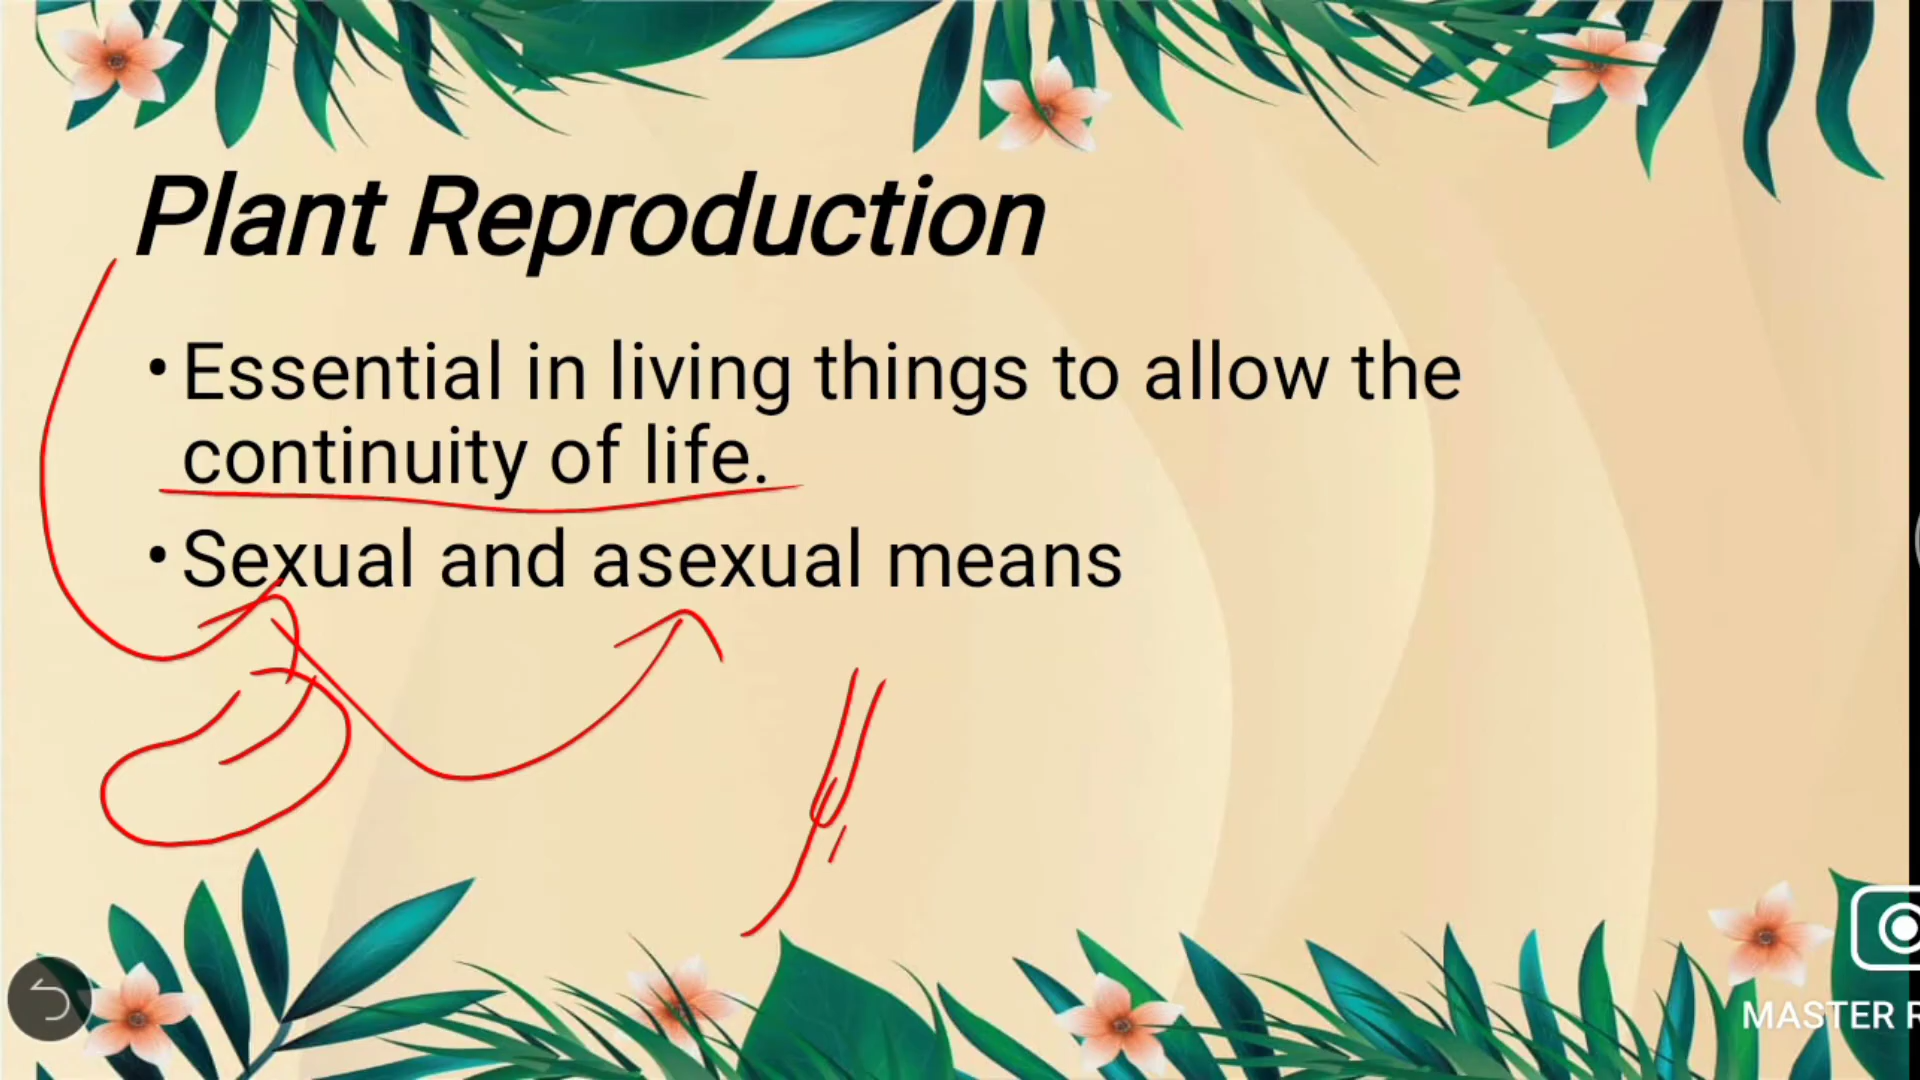 Plant Reproduction
• Essential in living things to allow the
continuity of life.
• Sexual and asexual means
MASTER